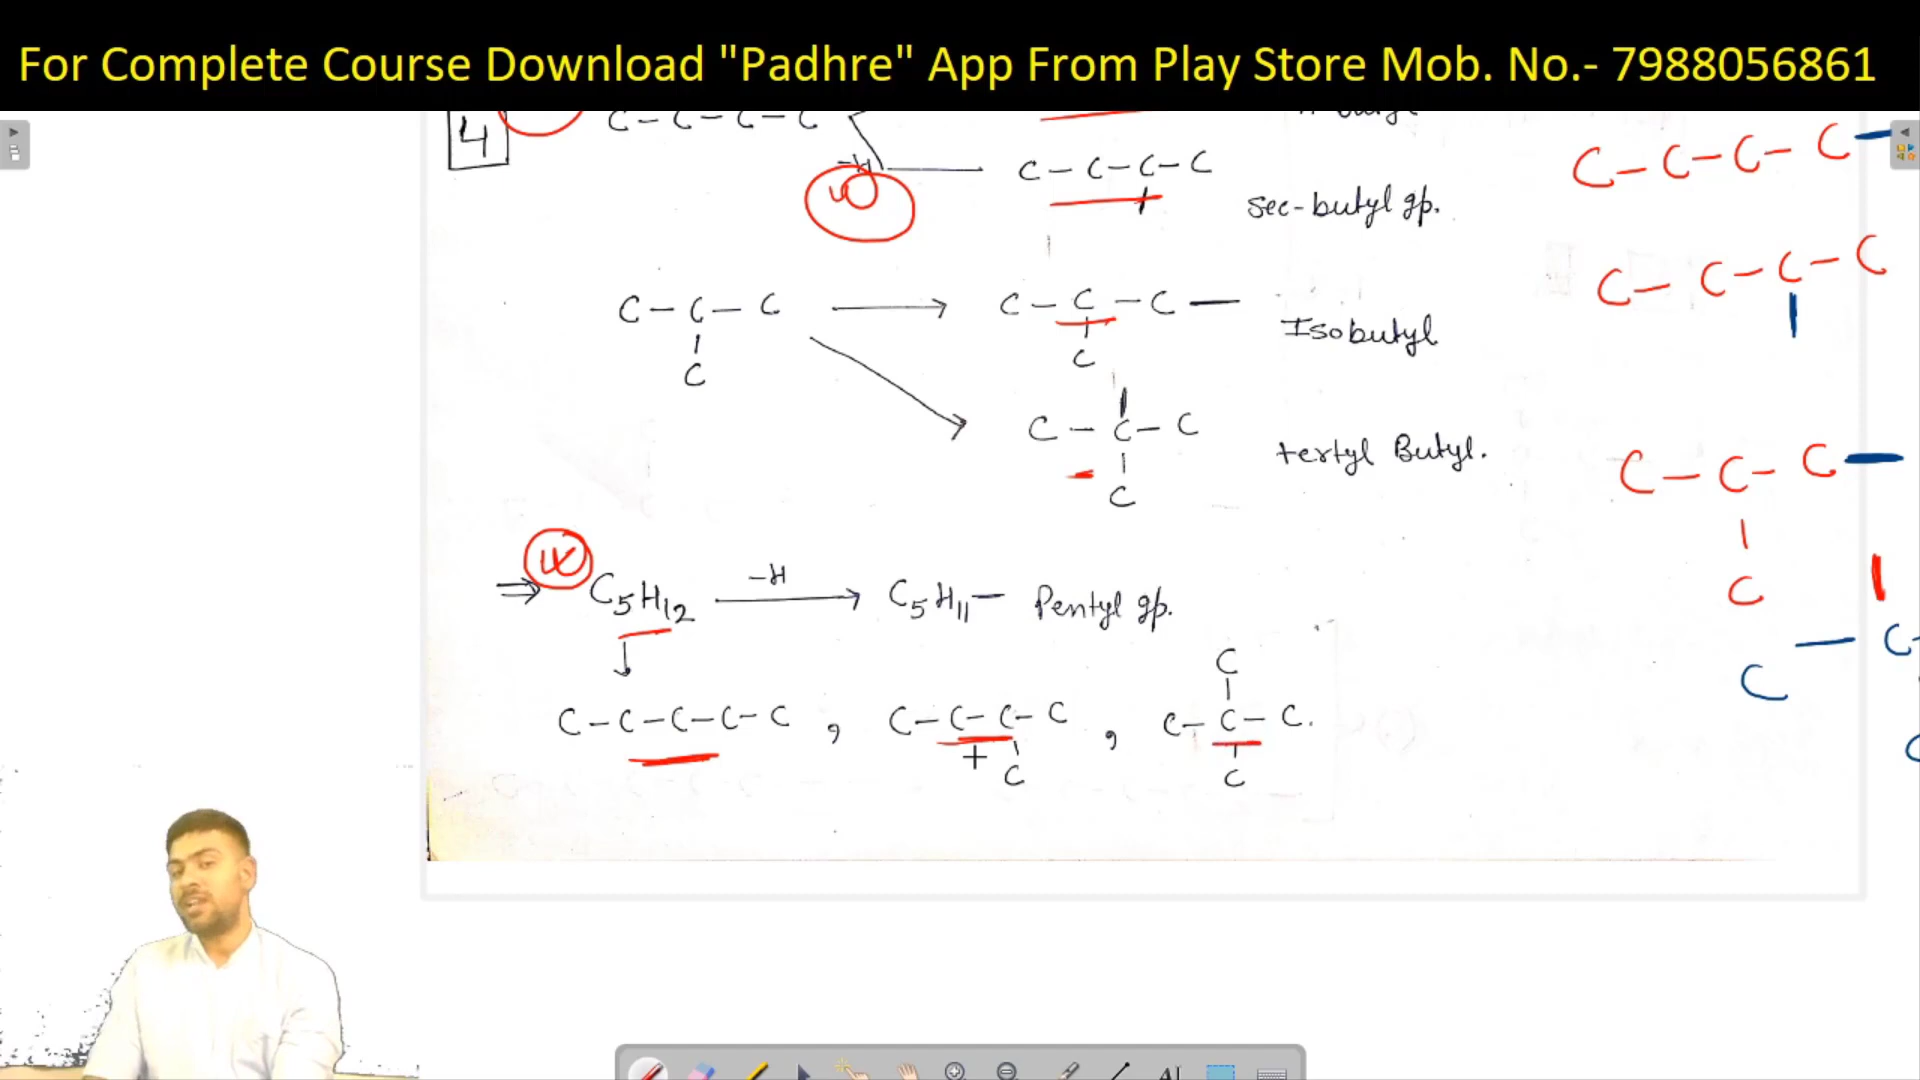 For Complete Course Download "Padhre" App From Play Store Mob. No.- 7988056861
4
C - C - C - C
-H
C - C - C - C
sec-butyl gp.
C - C - C
C
C - C - C -
C
Isobutyl
C - C - C
C
tertyl Butyl.
⇒ C5H12 -H → C5H11 - Pentyl gp.
C
C - C - C - C - C , C - C - C - C , C - C - C.
C
C
C - C - C - C -
C - C - C - C
C - C - C -
C
C - C
AI